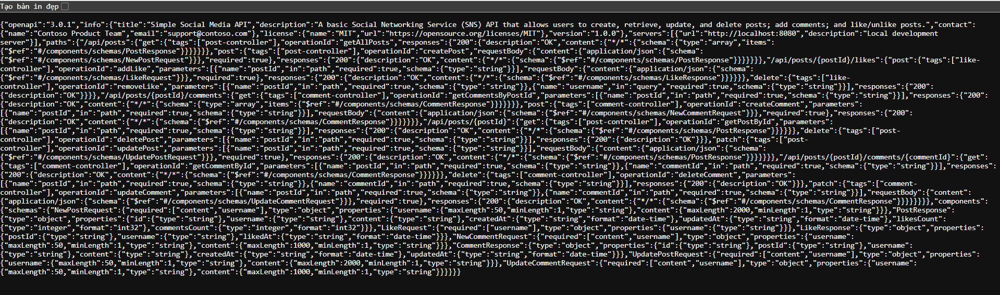 Tạo bản in đẹp
{"openapi":"3.0.1","info":{"title":"Simple Social Media API","description":"A basic Social Networking Service (SNS) API that allows users to create, retrieve, update, and delete posts; add comments; and like/unlike posts.","contact":
{"name":"Contoso Product Team","email":"support@contoso.com"},"license":{"name":"MIT","url":"https://opensource.org/licenses/MIT"},"version":"1.0.0"},"servers":[{"url":"http://localhost:8080","description":"Local development
server"}],"paths":{"/api/posts":{"get":{"tags":["post-controller"],"operationId":"getAllPosts","responses":{"200":{"description":"OK","content":{"*/*":{"schema":{"type":"array","items":
{"$ref":"#/components/schemas/PostResponse"}}}}}}},"post":{"tags":["post-controller"],"operationId":"createPost","requestBody":{"content":{"application/json":{"schema":
{"$ref":"#/components/schemas/NewPostRequest"}}},"required":true},"responses":{"200":{"description":"OK","content":{"*/*":{"schema":{"$ref":"#/components/schemas/PostResponse"}}}}}}},"/api/posts/{postId}/likes":{"post":{"tags":["like-
controller"],"operationId":"addLike","parameters":[{"name":"postId","in":"path","required":true,"schema":{"type":"string"}}],"requestBody":{"content":{"application/json":{"schema":
{"$ref":"#/components/schemas/LikeRequest"}}},"required":true},"responses":{"200":{"description":"OK","content":{"*/*":{"schema":{"$ref":"#/components/schemas/LikeResponse"}}}}}},"delete":{"tags":["like-
controller"],"operationId":"removeLike","parameters":[{"name":"postId","in":"path","required":true,"schema":{"type":"string"}},{"name":"username","in":"query","required":true,"schema":{"type":"string"}}],"responses":{"200":
{"description":"OK"}}}},"/api/posts/{postId}/comments":{"get":{"tags":["comment-controller"],"operationId":"getCommentsByPostId","parameters":[{"name":"postId","in":"path","required":true,"schema":{"type":"string"}}],"responses":{"200":
{"description":"OK","content":{"*/*":{"schema":{"type":"array","items":{"$ref":"#/components/schemas/CommentResponse"}}}}}}},"post":{"tags":["comment-controller"],"operationId":"createComment","parameters":
[{"name":"postId","in":"path","required":true,"schema":{"type":"string"}}],"requestBody":{"content":{"application/json":{"schema":{"$ref":"#/components/schemas/NewCommentRequest"}}},"required":true},"responses":{"200":
{"description":"OK","content":{"*/*":{"schema":{"$ref":"#/components/schemas/CommentResponse"}}}}}}},"/api/posts/{postId}":{"get":{"tags":["post-controller"],"operationId":"getPostById","parameters":
[{"name":"postId","in":"path","required":true,"schema":{"type":"string"}}],"responses":{"200":{"description":"OK","content":{"*/*":{"schema":{"$ref":"#/components/schemas/PostResponse"}}}}}},"delete":{"tags":["post-
controller"],"operationId":"deletePost","parameters":[{"name":"postId","in":"path","required":true,"schema":{"type":"string"}}],"responses":{"200":{"description":"OK"}}},"patch":{"tags":["post-
controller"],"operationId":"updatePost","parameters":[{"name":"postId","in":"path","required":true,"schema":{"type":"string"}}],"requestBody":{"content":{"application/json":{"schema":
{"$ref":"#/components/schemas/UpdatePostRequest"}}},"required":true},"responses":{"200":{"description":"OK","content":{"*/*":{"schema":{"$ref":"#/components/schemas/PostResponse"}}}}}}},"/api/posts/{postId}/comments/{commentId}":{"get":
{"tags":["comment-controller"],"operationId":"getCommentById","parameters":[{"name":"postId","in":"path","required":true,"schema":{"type":"string"}},{"name":"commentId","in":"path","required":true,"schema":{"type":"string"}}],"responses":
{"200":{"description":"OK","content":{"*/*":{"schema":{"$ref":"#/components/schemas/CommentResponse"}}}}}},"delete":{"tags":["comment-controller"],"operationId":"deleteComment","parameters":
[{"name":"postId","in":"path","required":true,"schema":{"type":"string"}},{"name":"commentId","in":"path","required":true,"schema":{"type":"string"}}],"responses":{"200":{"description":"OK"}}},"patch":{"tags":["comment-
controller"],"operationId":"updateComment","parameters":[{"name":"postId","in":"path","required":true,"schema":{"type":"string"}},{"name":"commentId","in":"path","required":true,"schema":{"type":"string"}}],"requestBody":{"content":
{"application/json":{"schema":{"$ref":"#/components/schemas/UpdateCommentRequest"}}},"required":true},"responses":{"200":{"description":"OK","content":{"*/*":{"schema":{"$ref":"#/components/schemas/CommentResponse"}}}}}}}},"components":
{"schemas":{"NewPostRequest":{"required":["content","username"],"type":"object","properties":{"username":{"maxLength":50,"minLength":1,"type":"string"},"content":{"maxLength":2000,"minLength":1,"type":"string"}}},"PostResponse":
{"type":"object","properties":{"id":{"type":"string"},"username":{"type":"string"},"content":{"type":"string"},"createdAt":{"type":"string","format":"date-time"},"updatedAt":{"type":"string","format":"date-time"},"likesCount":
{"type":"integer","format":"int32"},"commentsCount":{"type":"integer","format":"int32"}}},"LikeRequest":{"required":["username"],"type":"object","properties":{"username":{"type":"string"}}},"LikeResponse":{"type":"object","properties":
{"postId":{"type":"string"},"username":{"type":"string"},"likedAt":{"type":"string","format":"date-time"}}},"NewCommentRequest":{"required":["content","username"],"type":"object","properties":{"username":
{"maxLength":50,"minLength":1,"type":"string"},"content":{"maxLength":1000,"minLength":1,"type":"string"}}},"CommentResponse":{"type":"object","properties":{"id":{"type":"string"},"postId":{"type":"string"},"username":
{"type":"string"},"content":{"type":"string"},"createdAt":{"type":"string","format":"date-time"},"updatedAt":{"type":"string","format":"date-time"}}},"UpdatePostRequest":{"required":["content","username"],"type":"object","properties":
{"username":{"maxLength":50,"minLength":1,"type":"string"},"content":{"maxLength":2000,"minLength":1,"type":"string"}}},"UpdateCommentRequest":{"required":["content","username"],"type":"object","properties":{"username":
{"maxLength":50,"minLength":1,"type":"string"},"content":{"maxLength":1000,"minLength":1,"type":"string"}}}}}}